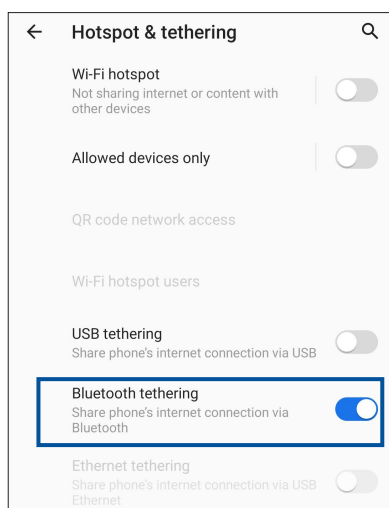 Hotspot & tethering
Wi-Fi hotspot
Not sharing internet or content with
other devices
Allowed devices only
QR code network access
Wi-Fi hotspot users
USB tethering
Share phone's internet connection via USB
Bluetooth tethering
Share phone's internet connection via
Bluetooth
Ethernet tethering
Share phone's internet connection via USB
Ethernet